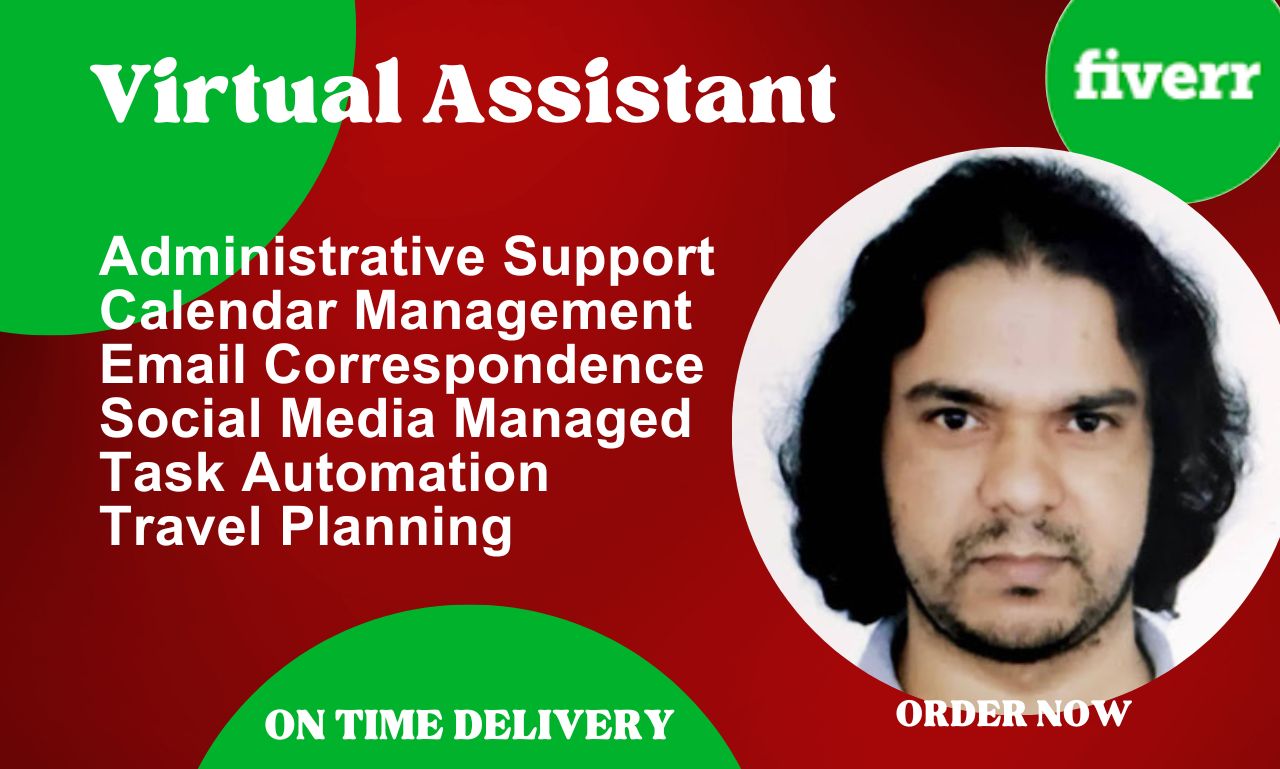 Virtual Assistant
fiverr
Administrative Support
Calendar Management
Email Correspondence
Social Media Managed
Task Automation
Travel Planning
ON TIME DELIVERY
ORDER NOW